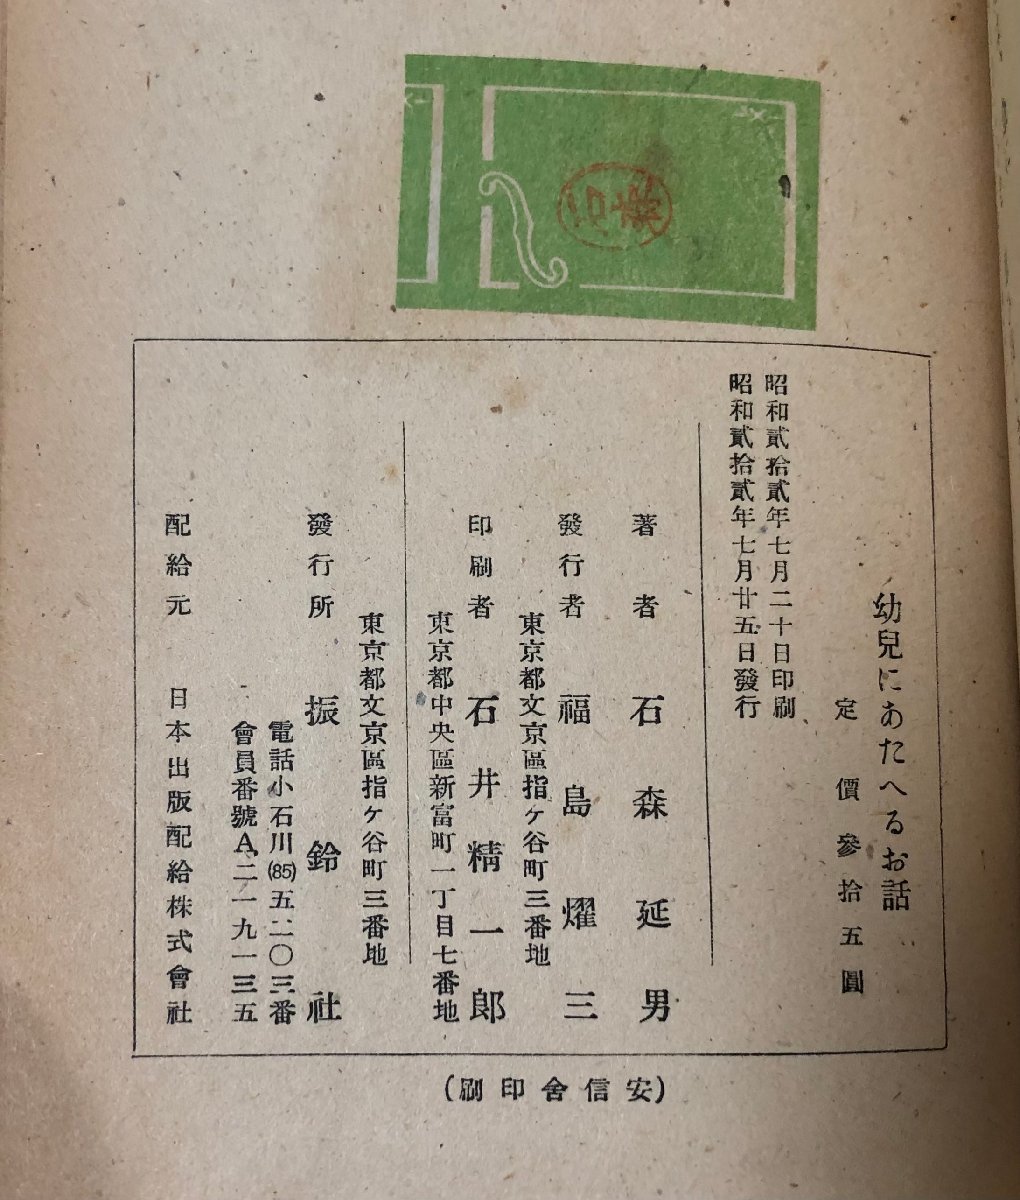 石森
幼兒にあたへるお話
定價參拾五圓
昭和貳拾貳年七月二十日印刷
昭和貳拾貳年七月廿五日發行
著者 石森延男
發行者 福島燿三
東京都文京區指ケ谷町三番地
印刷者 石井精一郎
東京都中央區新富町一丁目七番地
東京都文京區指ケ谷町三番地
發行所 振鈴社
電話小石川(85)五二〇三番
會員番號A二一九一三五
配給元 日本出版配給株式會社
(刷印舍信安)